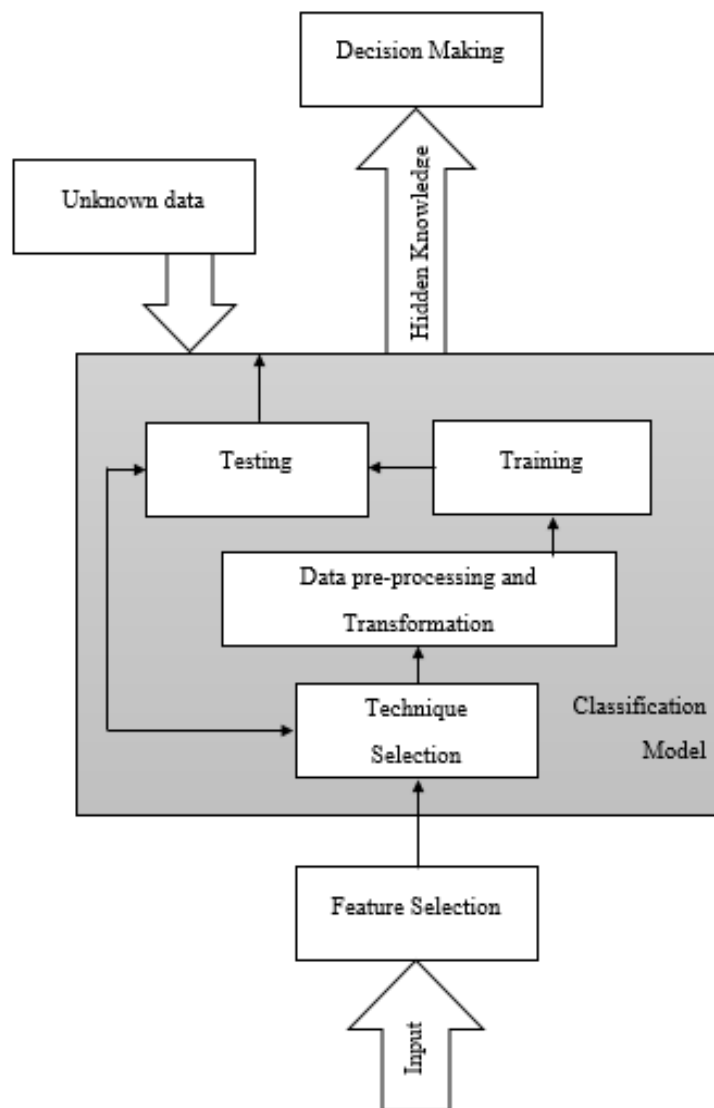 Decision Making
Unknown data
Hidden Knowledge
Testing
Training
Data pre-processing and
Transformation
Technique
Selection
Classification
Model
Feature Selection
Input